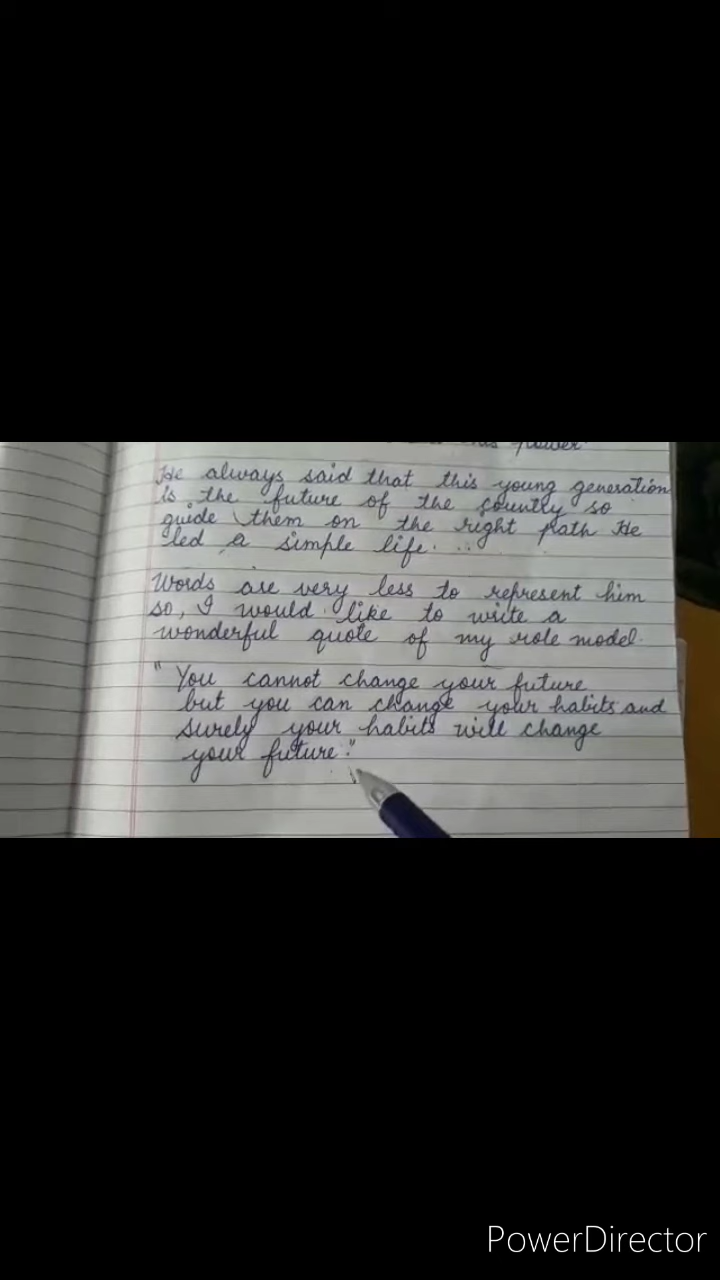 this power
He always said that this young generation
is the future of the country so
guide them on the right path He
led a simple life. ..
Words are very less to represent him
so, I would like to write a
wonderful quote of my role model.
" You cannot change your future
but you can change your habits and
surely your habits will change
your future."
PowerDirector